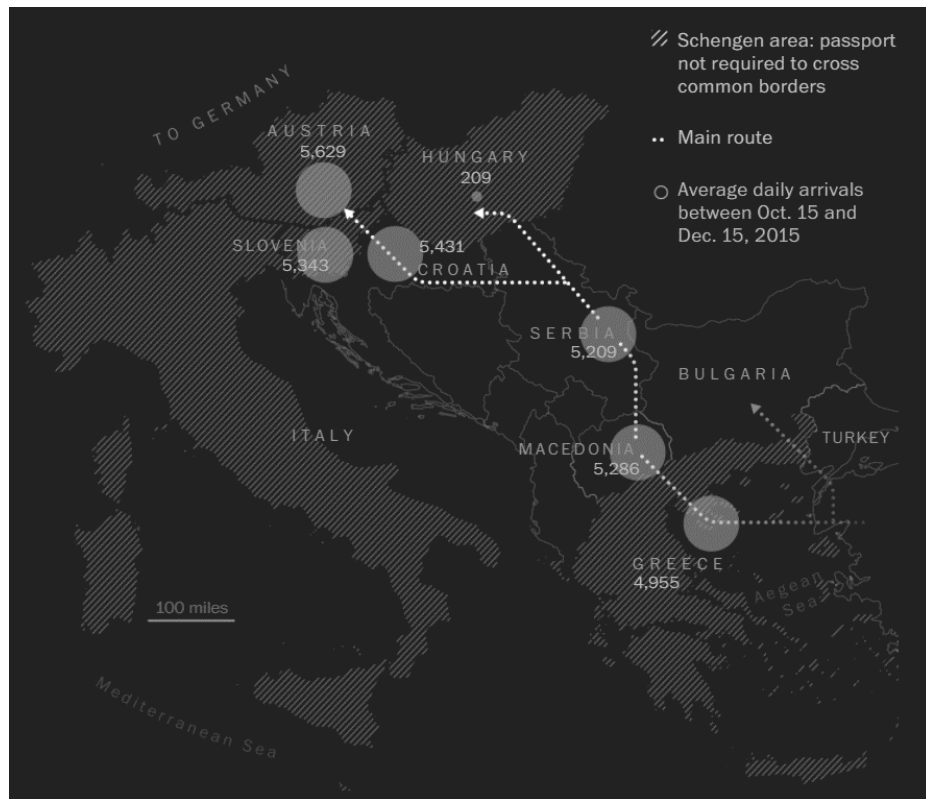 Schengen area: passport
not required to cross
common borders
Main route
Average daily arrivals
between Oct. 15 and
Dec. 15, 2015
TO GERMANY
AUSTRIA
5,629
HUNGARY
209
SLOVENIA
5,343
5,431
CROATIA
SERBIA
5,209
BULGARIA
ITALY
MACEDONIA
5,286
TURKEY
GREECE
4,955
Aegean
Sea
100 miles
Mediterranean Sea